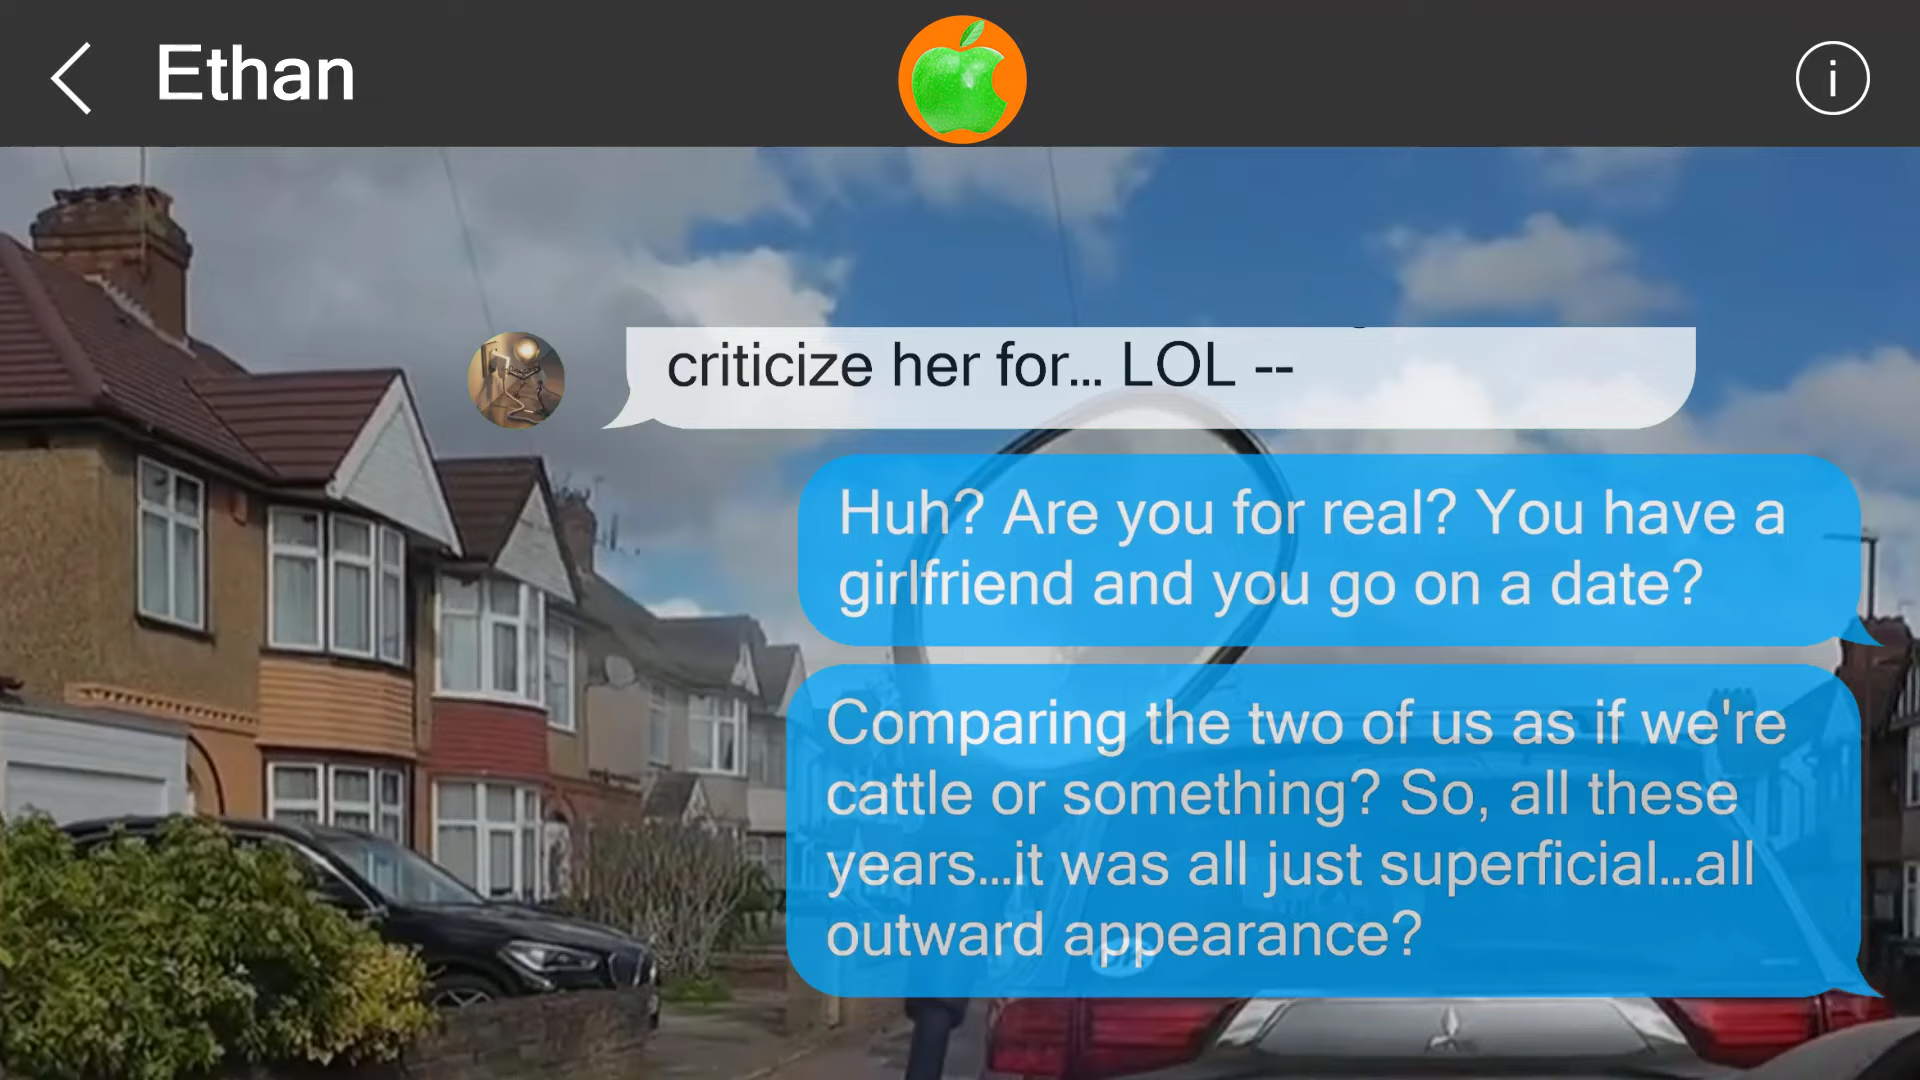 Ethan
i
criticize her for... LOL --
Huh? Are you for real? You have a
girlfriend and you go on a date?
Comparing the two of us as if we're
cattle or something? So, all these
years...it was all just superficial...all
outward appearance?